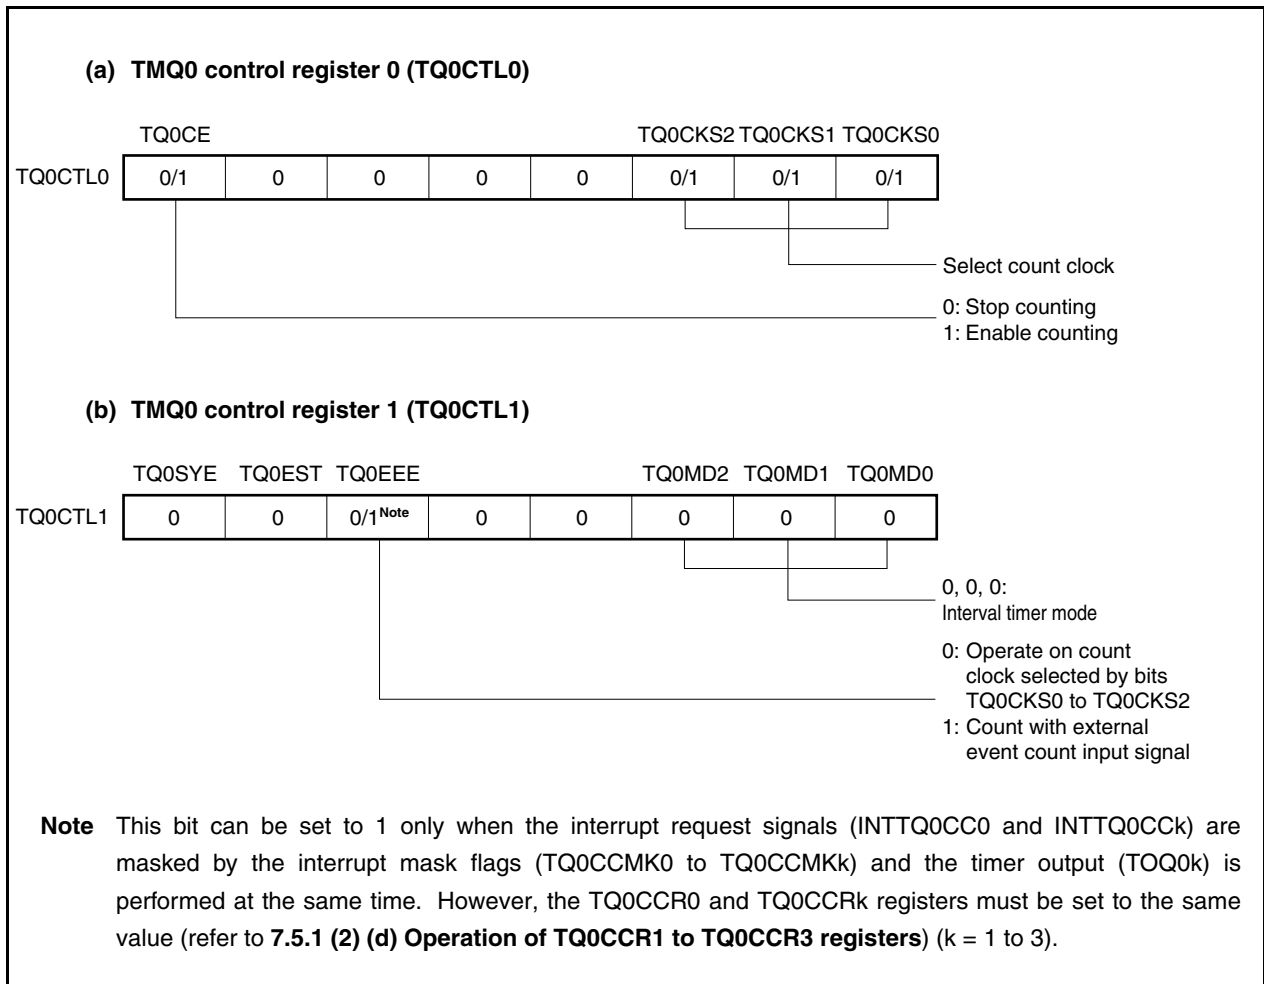 (a) TMQ0 control register 0 (TQ0CTL0)
TQ0CE TQ0CKS2 TQ0CKS1 TQ0CKS0
TQ0CTL0 0/1 0 0 0 0 0/1 0/1 0/1
Select count clock
0: Stop counting
1: Enable counting
(b) TMQ0 control register 1 (TQ0CTL1)
TQ0SYE TQ0EST TQ0EEE TQ0MD2 TQ0MD1 TQ0MD0
TQ0CTL1 0 0 0/1Note 0 0 0 0 0
0, 0, 0:
Interval timer mode
0: Operate on count
clock selected by bits
TQ0CKS0 to TQ0CKS2
1: Count with external
event count input signal
Note This bit can be set to 1 only when the interrupt request signals (INTTQ0CC0 and INTTQ0CCk) are
masked by the interrupt mask flags (TQ0CCMK0 to TQ0CCMKk) and the timer output (TOQ0k) is
performed at the same time. However, the TQ0CCR0 and TQ0CCRk registers must be set to the same
value (refer to 7.5.1 (2) (d) Operation of TQ0CCR1 to TQ0CCR3 registers) (k = 1 to 3).